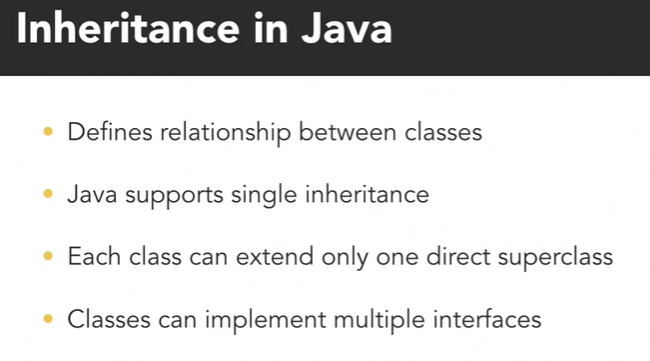 Inheritance in Java
• Defines relationship between classes
• Java supports single inheritance
• Each class can extend only one direct superclass
• Classes can implement multiple interfaces